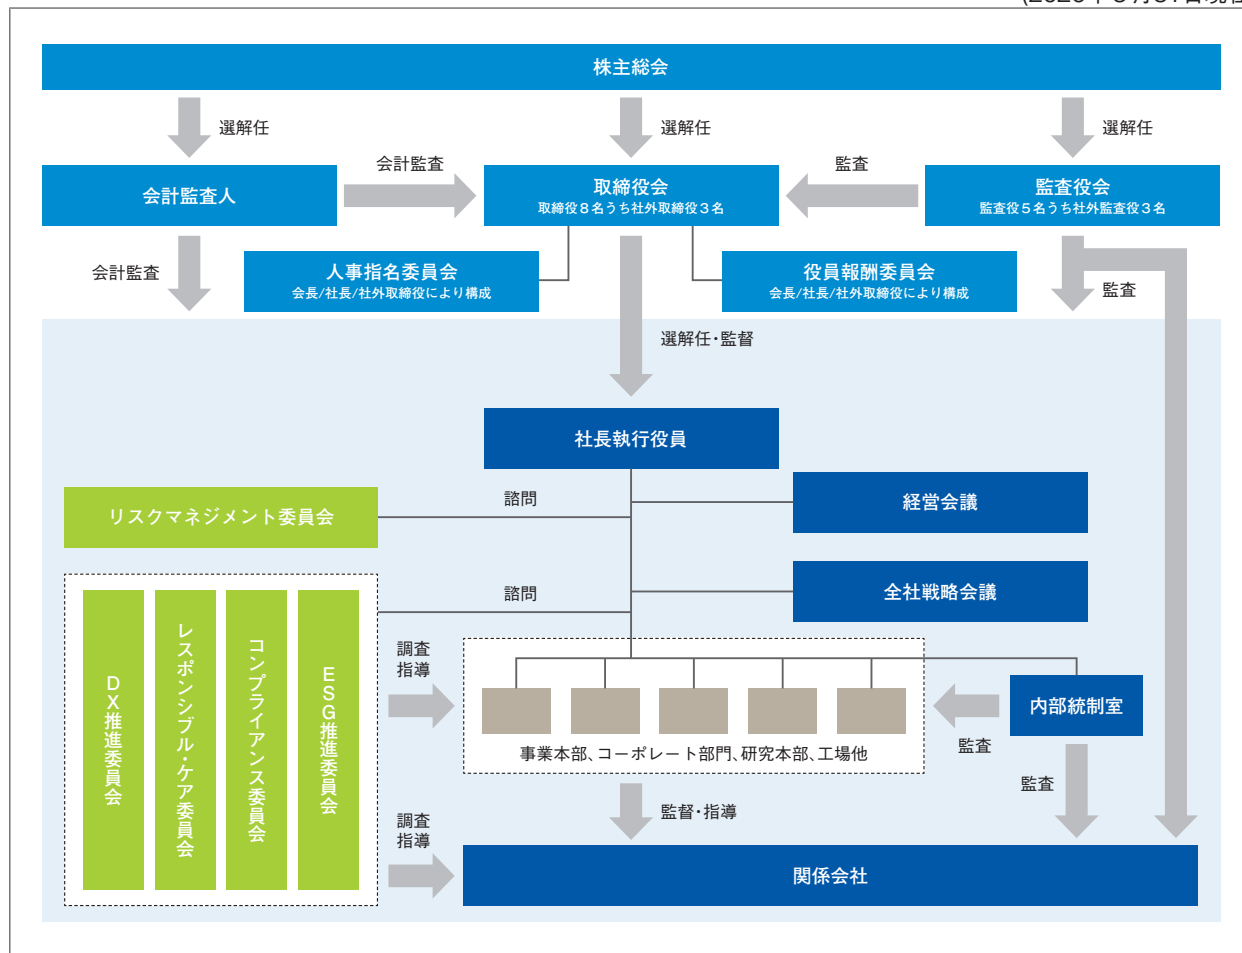 株主総会
選解任
選解任
選解任
会計監査人
会計監査
取締役会
取締役8名うち社外取締役3名
監査
監査役会
監査役5名うち社外監査役3名
会計監査
人事指名委員会
会長/社長/社外取締役により構成
役員報酬委員会
会長/社長/社外取締役により構成
監査
選解任・監督
社長執行役員
リスクマネジメント委員会
諮問
経営会議
諮問
全社戦略会議
DX推進委員会
レスポンシブル・ケア委員会
コンプライアンス委員会
ESG推進委員会
調査
指導
事業本部、コーポレート部門、研究本部、工場他
内部統制室
監査
監査
監督・指導
調査
指導
関係会社